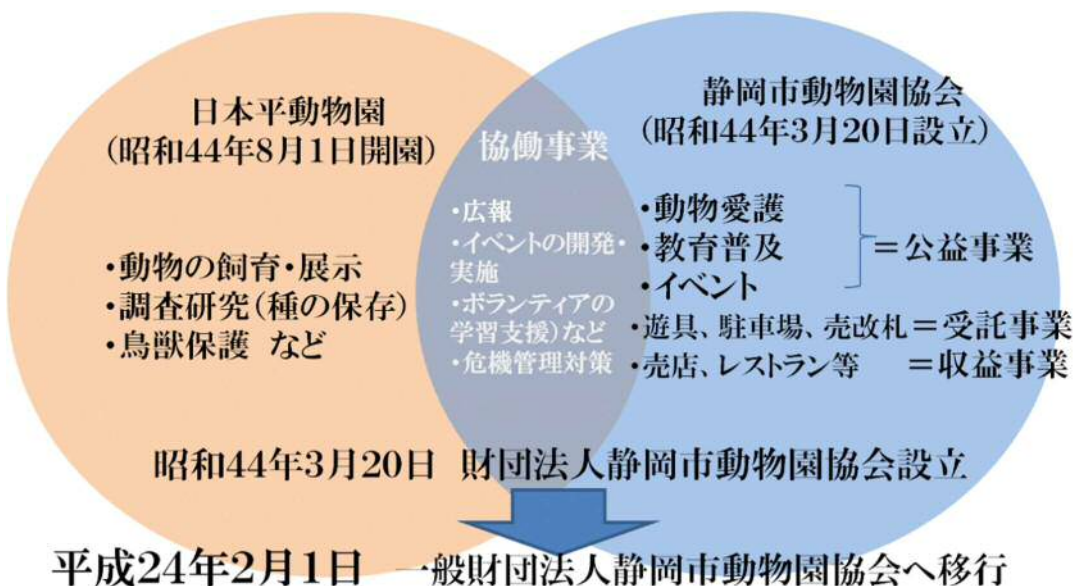 日本平動物園
(昭和44年8月1日開園)
・動物の飼育・展示
・調査研究(種の保存)
・鳥獣保護 など
協働事業
・広報
・イベントの開発・
実施
・ボランティアの
学習支援)など
・危機管理対策
静岡市動物園協会
(昭和44年3月20日設立)
・動物愛護
・教育普及
・イベント
=公益事業
・遊具、駐車場、売改札=受託事業
・売店、レストラン等 =収益事業
昭和44年3月20日 財団法人静岡市動物園協会設立
平成24年2月1日 一般財団法人静岡市動物園協会へ移行